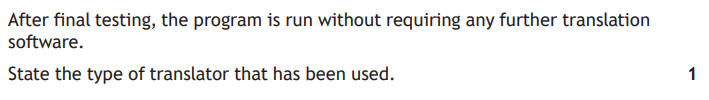 After final testing, the program is run without requiring any further translation
software.
State the type of translator that has been used. 1